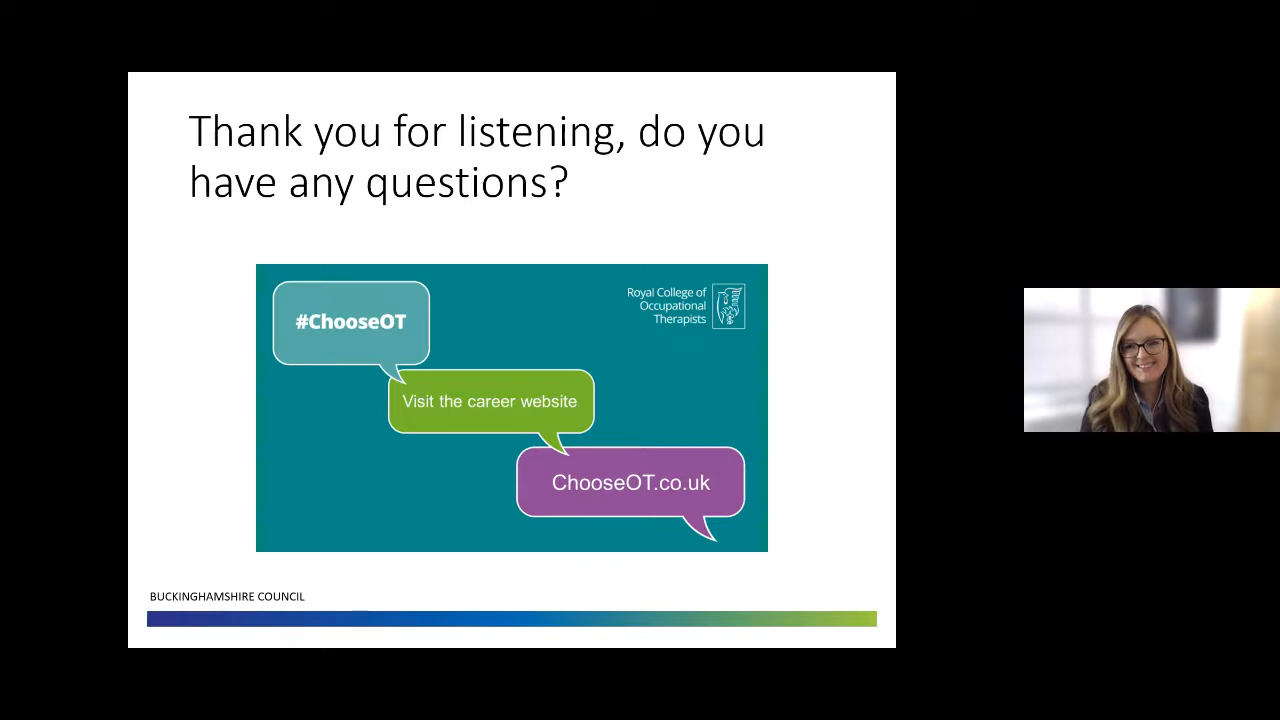 Thank you for listening, do you
have any questions?
#ChooseOT
Royal College of
Occupational
Therapists
Visit the career website
ChooseOT.co.uk
BUCKINGHAMSHIRE COUNCIL